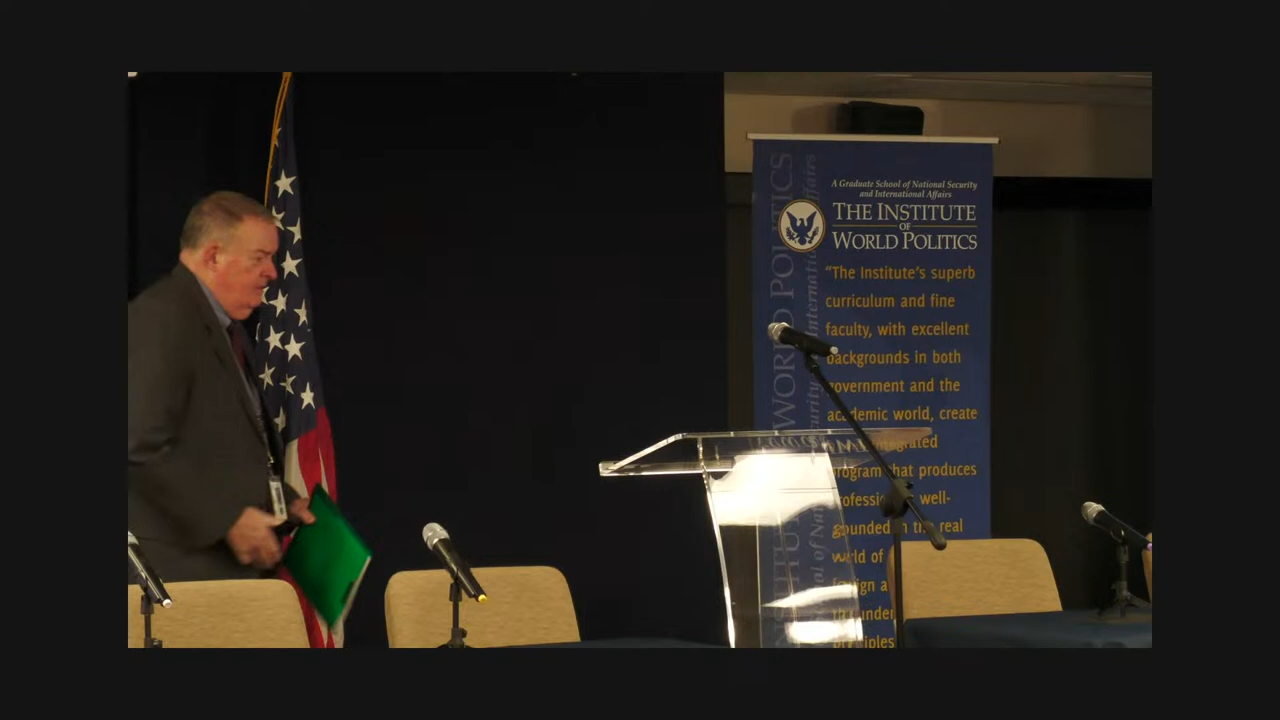 A Graduate School of National Security
and International Affairs
THE INSTITUTE
OF
WORLD POLITICS
"The Institute's superb
curriculum and fine
faculty, with excellent
backgrounds in both
government and the
academic world, create
integrated
program that produces
well-
grounded in the real
world of